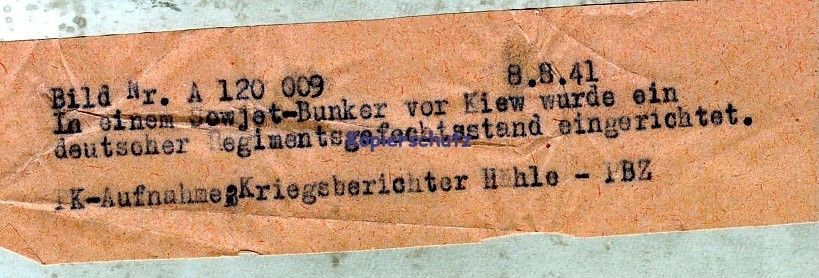 Bild Nr. A 120 009 8.8.41
In einem Sowjet-Bunker vor Kiew wurde ein
deutscher Regimentsgefechtsstand eingerichtet.
Kopierschutz
PK-Aufnahme: Kriegsberichter - PBZ